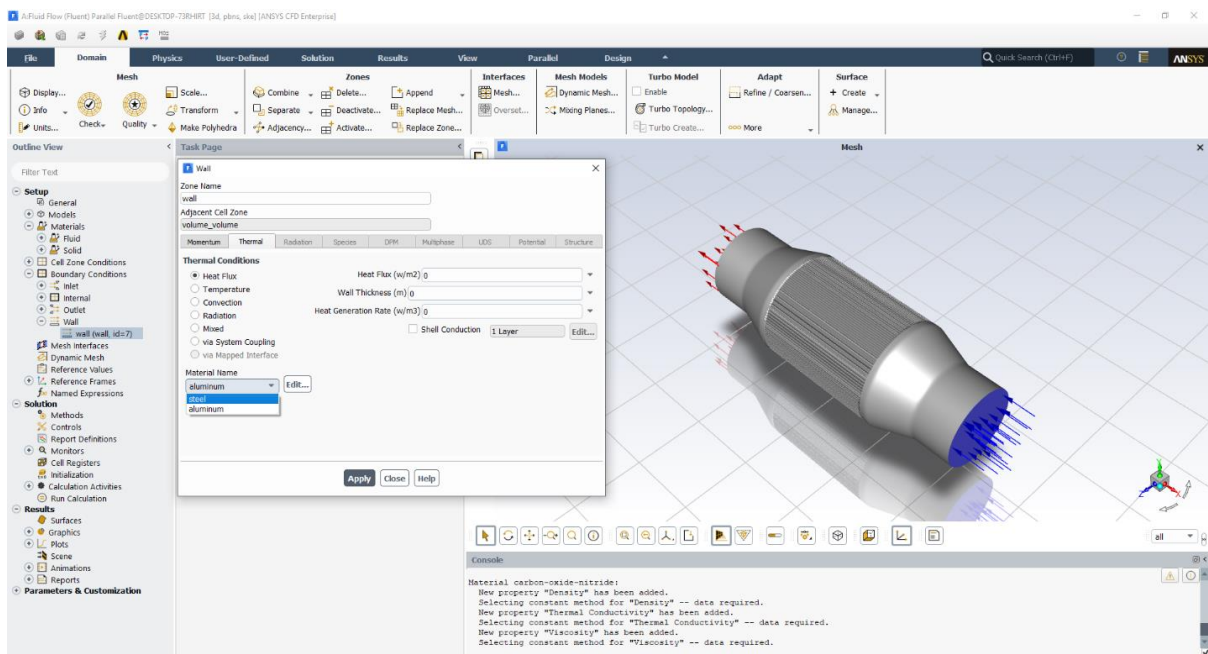 A:Fluid Flow (Fluent) Parallel Fluent@DESKTOP-73RHIRT [3d, pbns, ske] [ANSYS CFD Enterprise]
File Domain Physics User-Defined Solution Results View Parallel Design Quick Search (Ctrl+F) ANSYS
Mesh Zones Interfaces Mesh Models Turbo Model Adapt Surface
Display... Scale... Combine Delete... Append Mesh... Dynamic Mesh... Enable Refine / Coarsen... + Create
Info Transform Separate Deactivate... Replace Mesh... Overset... Mixing Planes... Turbo Topology... Manage...
Units... Check Quality Make Polyhedra Adjacency... Activate... Replace Zone... Turbo Create... More
Outline View Task Page Mesh
Filter Text
Setup
General
Models
Materials
Fluid
Solid
Cell Zone Conditions
Boundary Conditions
Inlet
Internal
Outlet
Wall
wall (wall, id=7)
Mesh Interfaces
Dynamic Mesh
Reference Values
Reference Frames
Named Expressions
Solution
Methods
Controls
Report Definitions
Monitors
Cell Registers
Initialization
Calculation Activities
Run Calculation
Results
Surfaces
Graphics
Plots
Scene
Animations
Reports
Parameters & Customization
Wall
Zone Name
wall
Adjacent Cell Zone
volume_volume
Momentum Thermal Radiation Species DPM Multiphase UDS Potential Structure
Thermal Conditions
Heat Flux
Temperature
Convection
Radiation
Mixed
via System Coupling
via Mapped Interface
Heat Flux (w/m2) 0
Wall Thickness (m) 0
Heat Generation Rate (w/m3) 0
Shell Conduction 1 Layer Edit...
Material Name
aluminum Edit...
steel
aluminum
Apply Close Help
all
Console
Material carbon-oxide-nitride:
New property "Density" has been added.
Selecting constant method for "Density" -- data required.
New property "Thermal Conductivity" has been added.
Selecting constant method for "Thermal Conductivity" -- data required.
New property "Viscosity" has been added.
Selecting constant method for "Viscosity" -- data required.